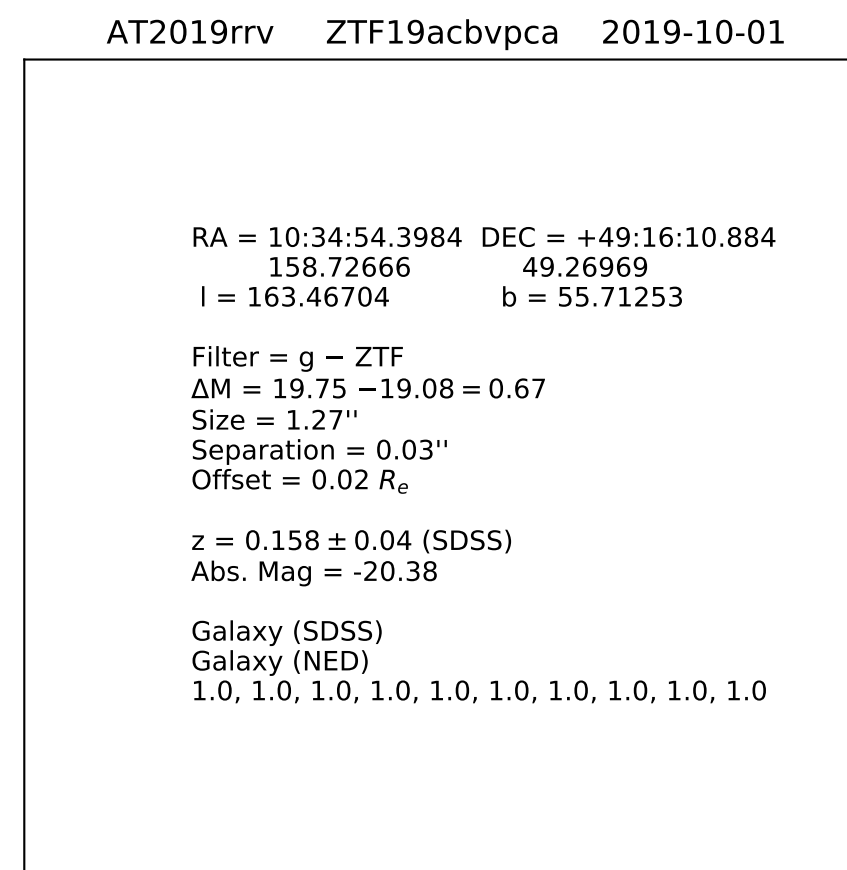 AT2019rrv ZTF19acbvpca 2019-10-01
RA = 10:34:54.3984 DEC = +49:16:10.884
158.72666 49.26969
l = 163.46704 b = 55.71253
Filter = g − ZTF
ΔM = 19.75 −19.08 = 0.67
Size = 1.27''
Separation = 0.03''
Offset = 0.02 Re
z = 0.158 ± 0.04 (SDSS)
Abs. Mag = -20.38
Galaxy (SDSS)
Galaxy (NED)
1.0, 1.0, 1.0, 1.0, 1.0, 1.0, 1.0, 1.0, 1.0, 1.0